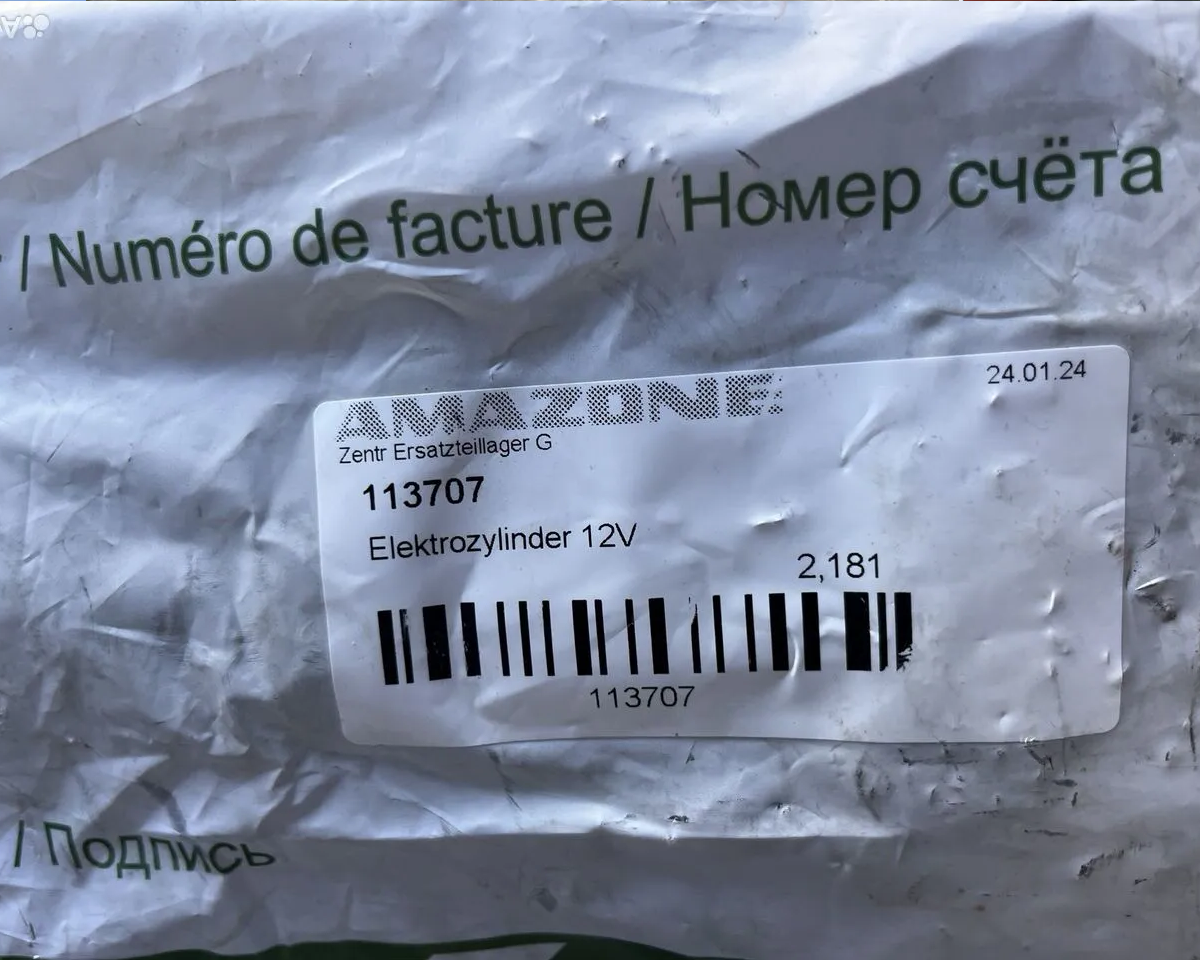 / Numéro de facture / Номер счёта
24.01.24
AMAZONE
Zentr Ersatzteillager G
113707
Elektrozylinder 12V
2,181
113707
/ Подпись